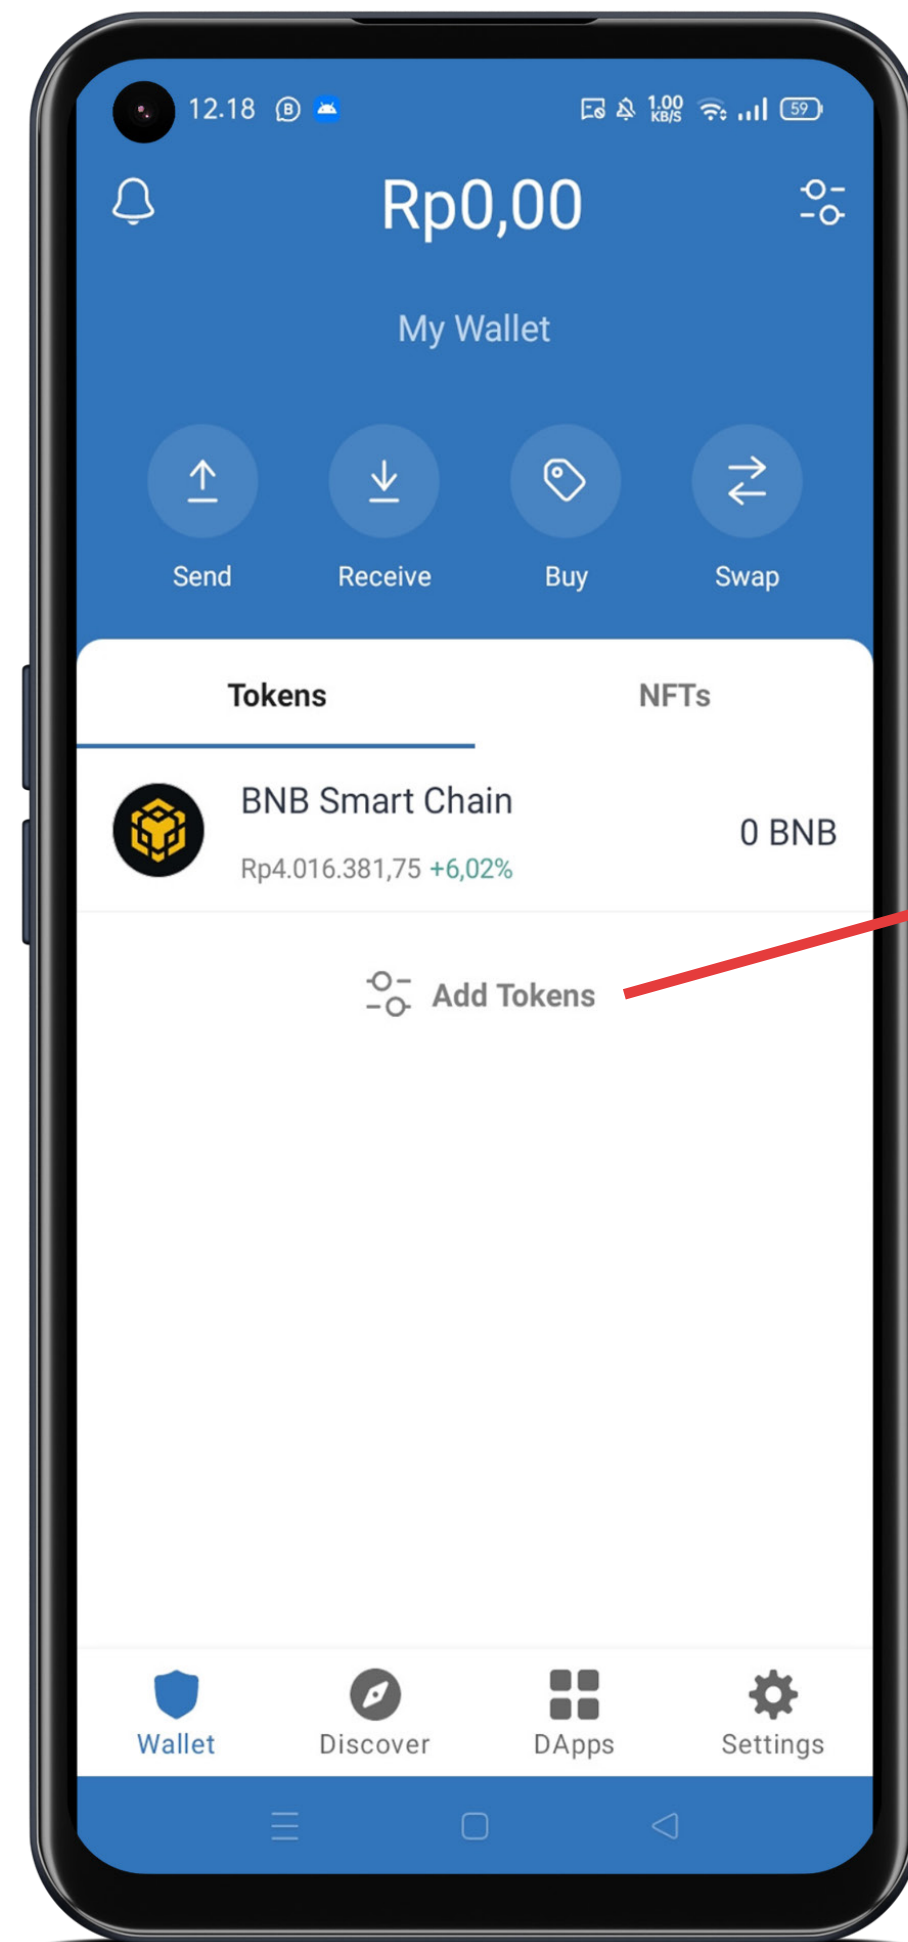 12.18 B 1.00 KB/S 59
Rp0,00
My Wallet
Send Receive Buy Swap
Tokens NFTs
BNB Smart Chain
0 BNB
Rp4.016.381,75 +6,02%
Add Tokens
Wallet Discover DApps Settings